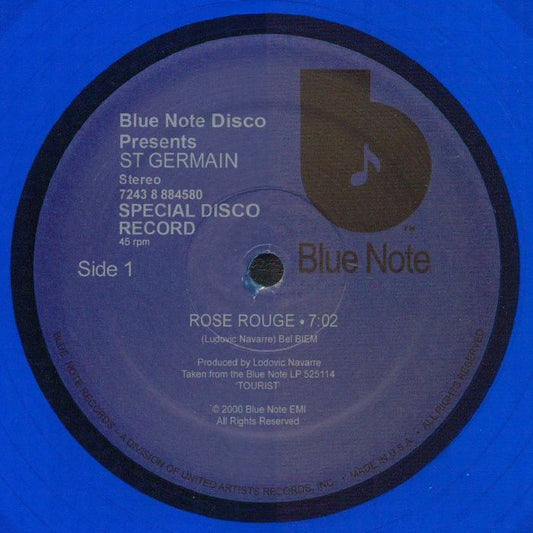 Blue Note Disco
Presents
ST GERMAIN
Stereo
7243 8 884580
SPECIAL DISCO
RECORD
45 rpm
Side 1
TM
Blue Note
ROSE ROUGE • 7:02
(Ludovic Navarre) Bel BIEM
Produced by Lodovic Navarre
Taken from the Blue Note LP 525114
'TOURIST'
© 2000 Blue Note EMI
All Rights Reserved
BLUE NOTE RECORDS - A DIVISION OF UNITED ARTISTS RECORDS, INC. • MADE IN U.S.A. • ALL RIGHTS RESERVED